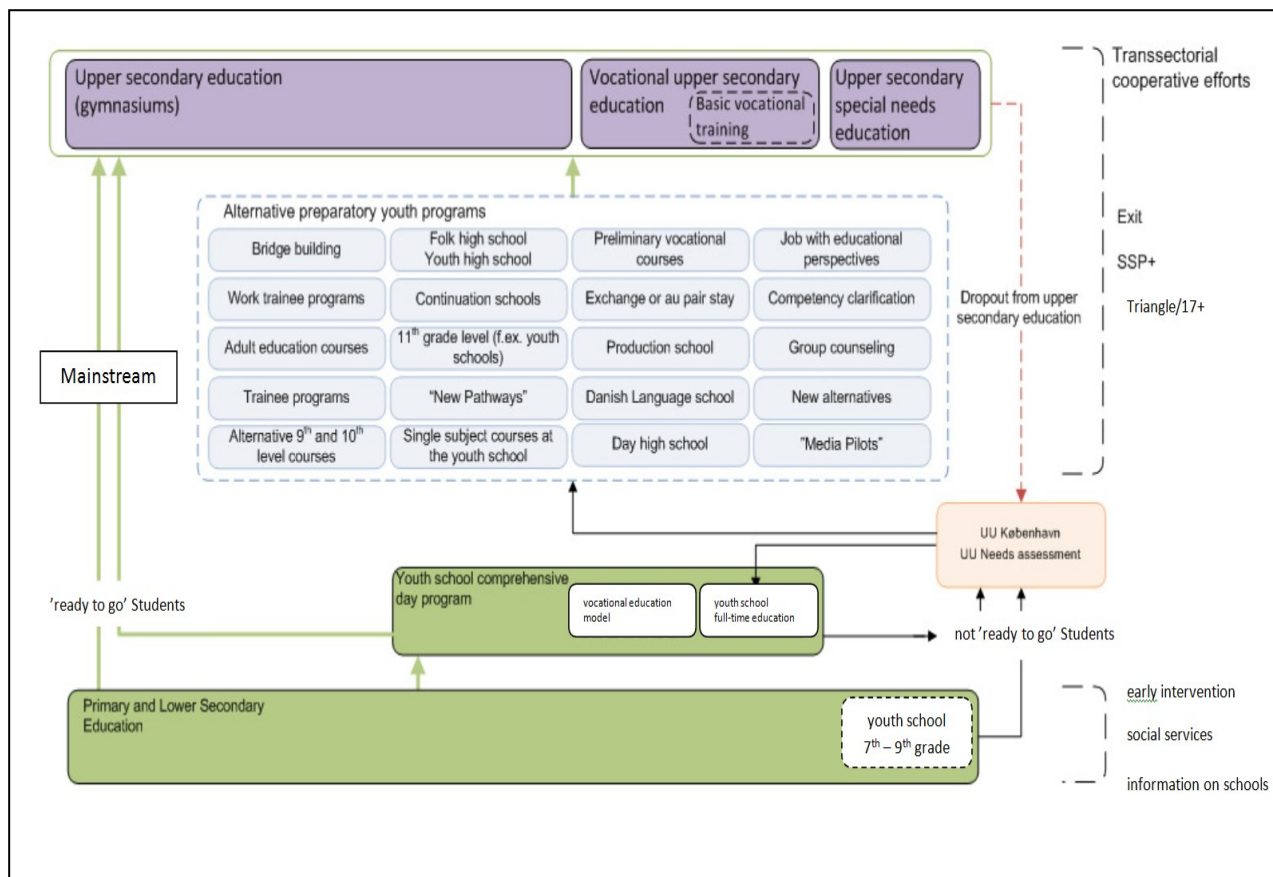 Upper secondary education
(gymnasiums)
Vocational upper secondary
education
Basic vocational
training
Upper secondary
special needs
education
Transsectorial
cooperative efforts
Exit
SSP+
Triangle/17+
Alternative preparatory youth programs
Bridge building
Folk high school
Youth high school
Preliminary vocational
courses
Job with educational
perspectives
Work trainee programs
Continuation schools
Exchange or au pair stay
Competency clarification
Adult education courses
11th grade level (f.ex. youth
schools)
Production school
Group counseling
Trainee programs
"New Pathways"
Danish Language school
New alternatives
Alternative 9th and 10th
level courses
Single subject courses at
the youth school
Day high school
"Media Pilots"
Dropout from upper
secondary education
Mainstream
UU København
UU Needs assessment
Youth school comprehensive
day program
vocational education
model
youth school
full-time education
'ready to go' Students
not 'ready to go' Students
Primary and Lower Secondary
Education
youth school
7th – 9th grade
early intervention
social services
information on schools